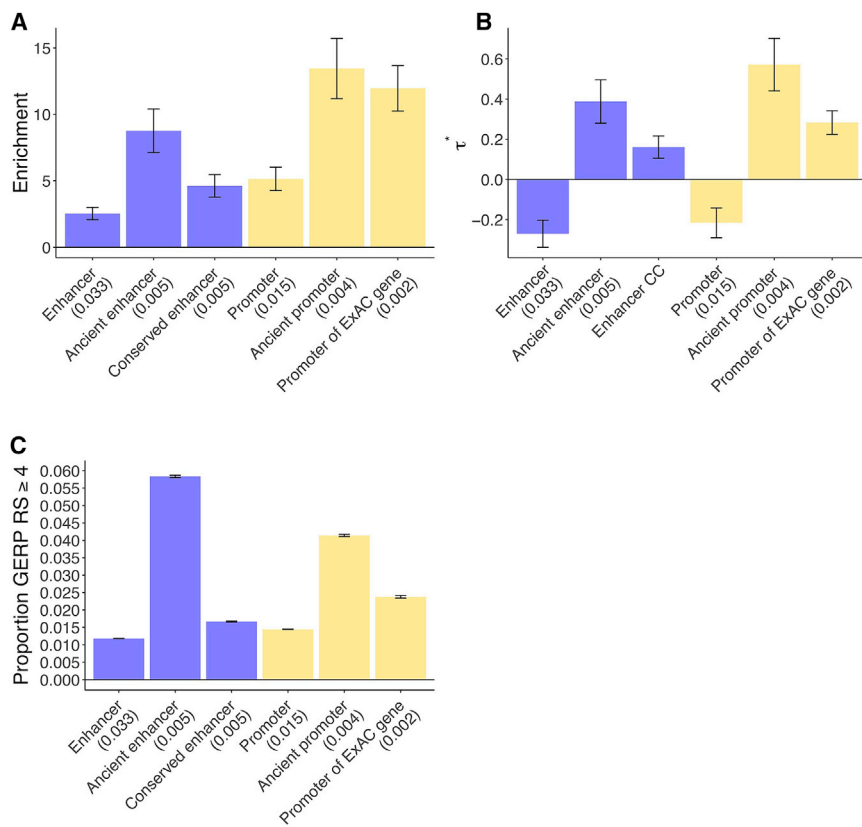 A
Enrichment
15
10
5
0
Enhancer
(0.033)
Ancient enhancer
(0.005)
Conserved enhancer
(0.005)
Promoter
(0.015)
Ancient promoter
(0.004)
Promoter of ExAC gene
(0.002)
B
τ*
0.6
0.4
0.2
0.0
−0.2
Enhancer
(0.033)
Ancient enhancer
(0.005)
Enhancer CC
Promoter
(0.015)
Ancient promoter
(0.004)
Promoter of ExAC gene
(0.002)
C
Proportion GERP RS ≥ 4
0.060
0.055
0.050
0.045
0.040
0.035
0.030
0.025
0.020
0.015
0.010
0.005
0.000
Enhancer
(0.033)
Ancient enhancer
(0.005)
Conserved enhancer
(0.005)
Promoter
(0.015)
Ancient promoter
(0.004)
Promoter of ExAC gene
(0.002)